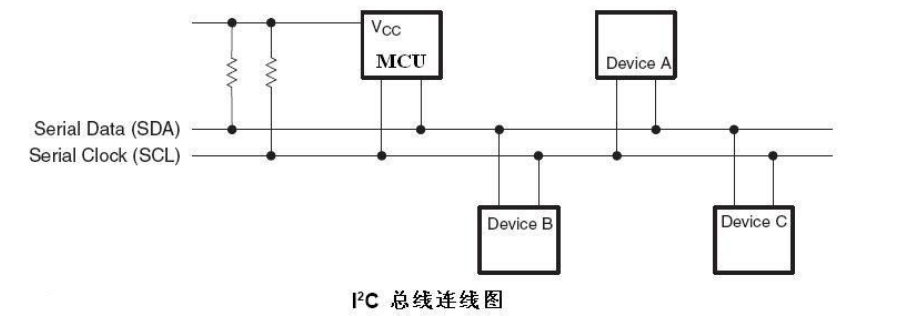 VCC
MCU
Device A
Serial Data (SDA)
Serial Clock (SCL)
Device B
Device C
I²C 总线连线图